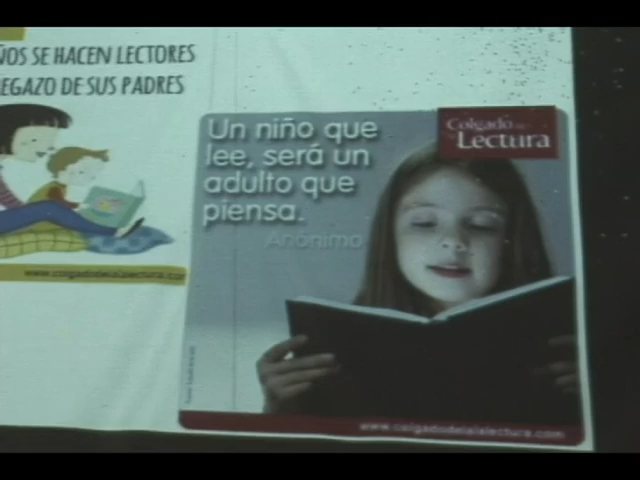 ÑOS SE HACEN LECTORES
EGAZO DE SUS PADRES
www.colgadodelalectura.com
Un niño que
lee, será un
adulto que
piensa.
Anónimo
Colgado
Lectura
www.colgadodelalectura.com